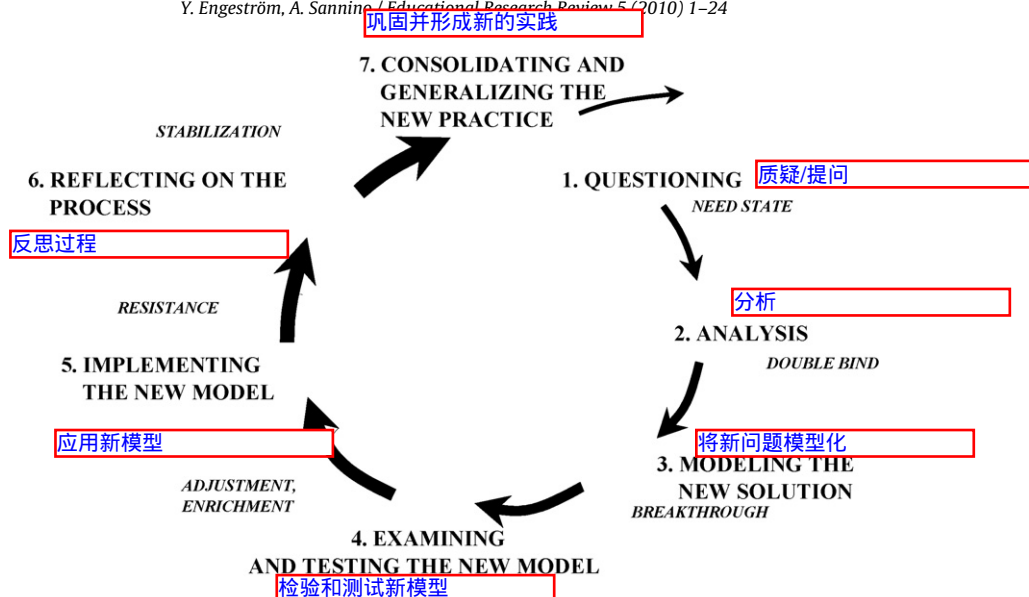 Y. Engeström, A. Sannino / Educational Research Review 5 (2010) 1–24
巩固并形成新的实践
7. CONSOLIDATING AND
GENERALIZING THE
NEW PRACTICE
STABILIZATION
6. REFLECTING ON THE
PROCESS
反思过程
1. QUESTIONING
质疑/提问
NEED STATE
分析
2. ANALYSIS
DOUBLE BIND
RESISTANCE
5. IMPLEMENTING
THE NEW MODEL
应用新模型
将新问题模型化
3. MODELING THE
NEW SOLUTION
BREAKTHROUGH
ADJUSTMENT,
ENRICHMENT
4. EXAMINING
AND TESTING THE NEW MODEL
检验和测试新模型